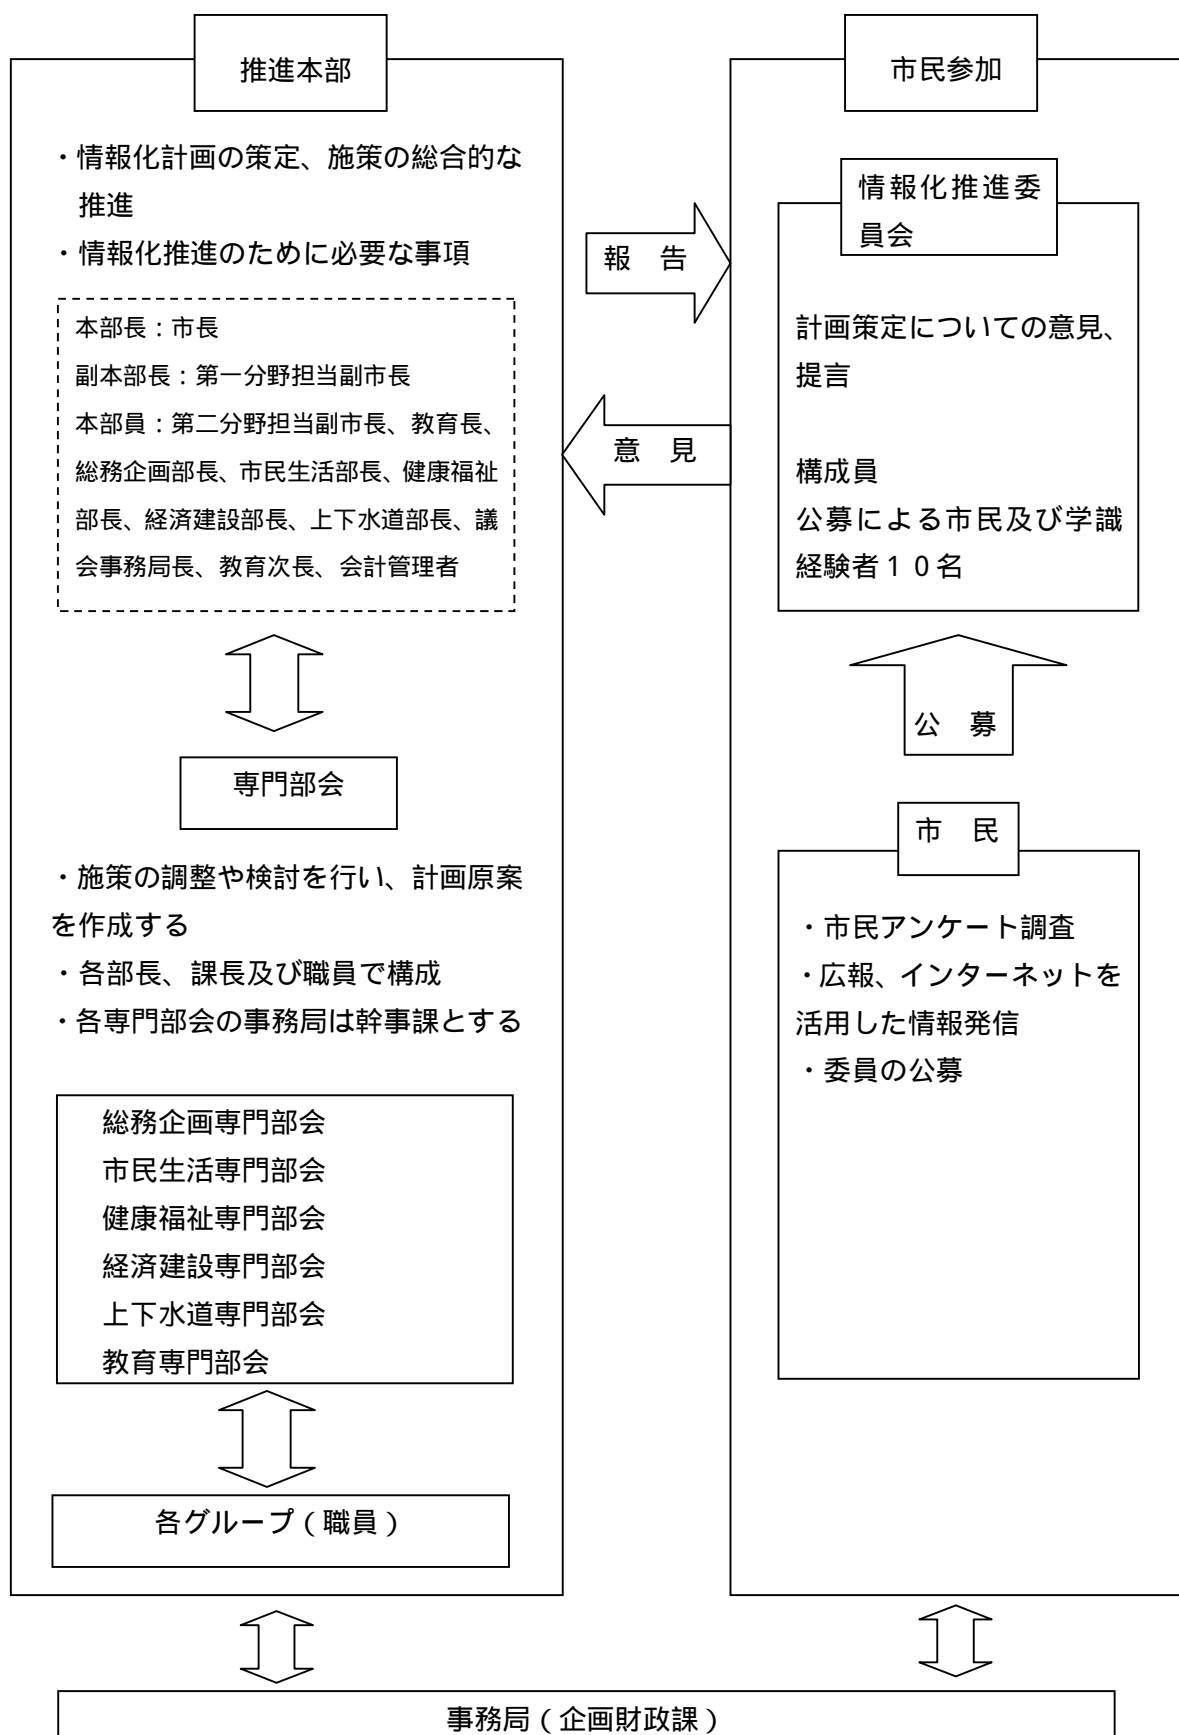 推進本部
・情報化計画の策定、施策の総合的な
推進
・情報化推進のために必要な事項
本部長：市長
副本部長：第一分野担当副市長
本部員：第二分野担当副市長、教育長、
総務企画部長、市民生活部長、健康福祉
部長、経済建設部長、上下水道部長、議
会事務局長、教育次長、会計管理者
専門部会
・施策の調整や検討を行い、計画原案
を作成する
・各部長、課長及び職員で構成
・各専門部会の事務局は幹事課とする
総務企画専門部会
市民生活専門部会
健康福祉専門部会
経済建設専門部会
上下水道専門部会
教育専門部会
各グループ（職員）
報　告
意　見
市民参加
情報化推進委
員会
計画策定についての意見、
提言
構成員
公募による市民及び学識
経験者１０名
公　募
市　民
・市民アンケート調査
・広報、インターネットを
活用した情報発信
・委員の公募
事務局（企画財政課）